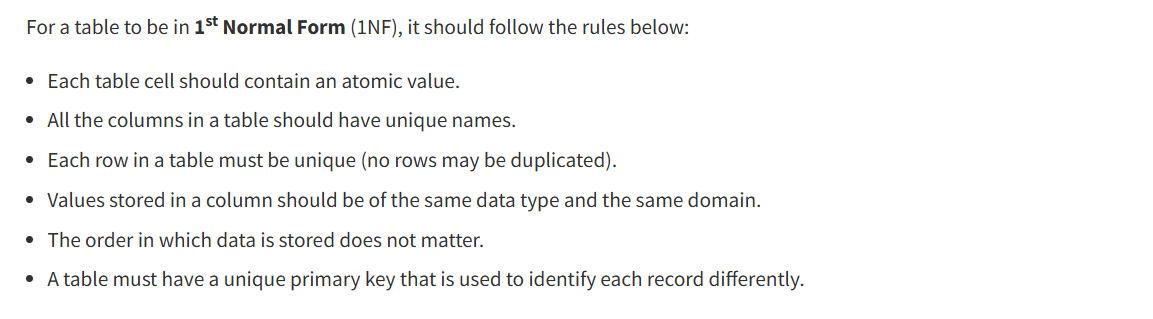 For a table to be in 1st Normal Form (1NF), it should follow the rules below:
• Each table cell should contain an atomic value.
• All the columns in a table should have unique names.
• Each row in a table must be unique (no rows may be duplicated).
• Values stored in a column should be of the same data type and the same domain.
• The order in which data is stored does not matter.
• A table must have a unique primary key that is used to identify each record differently.